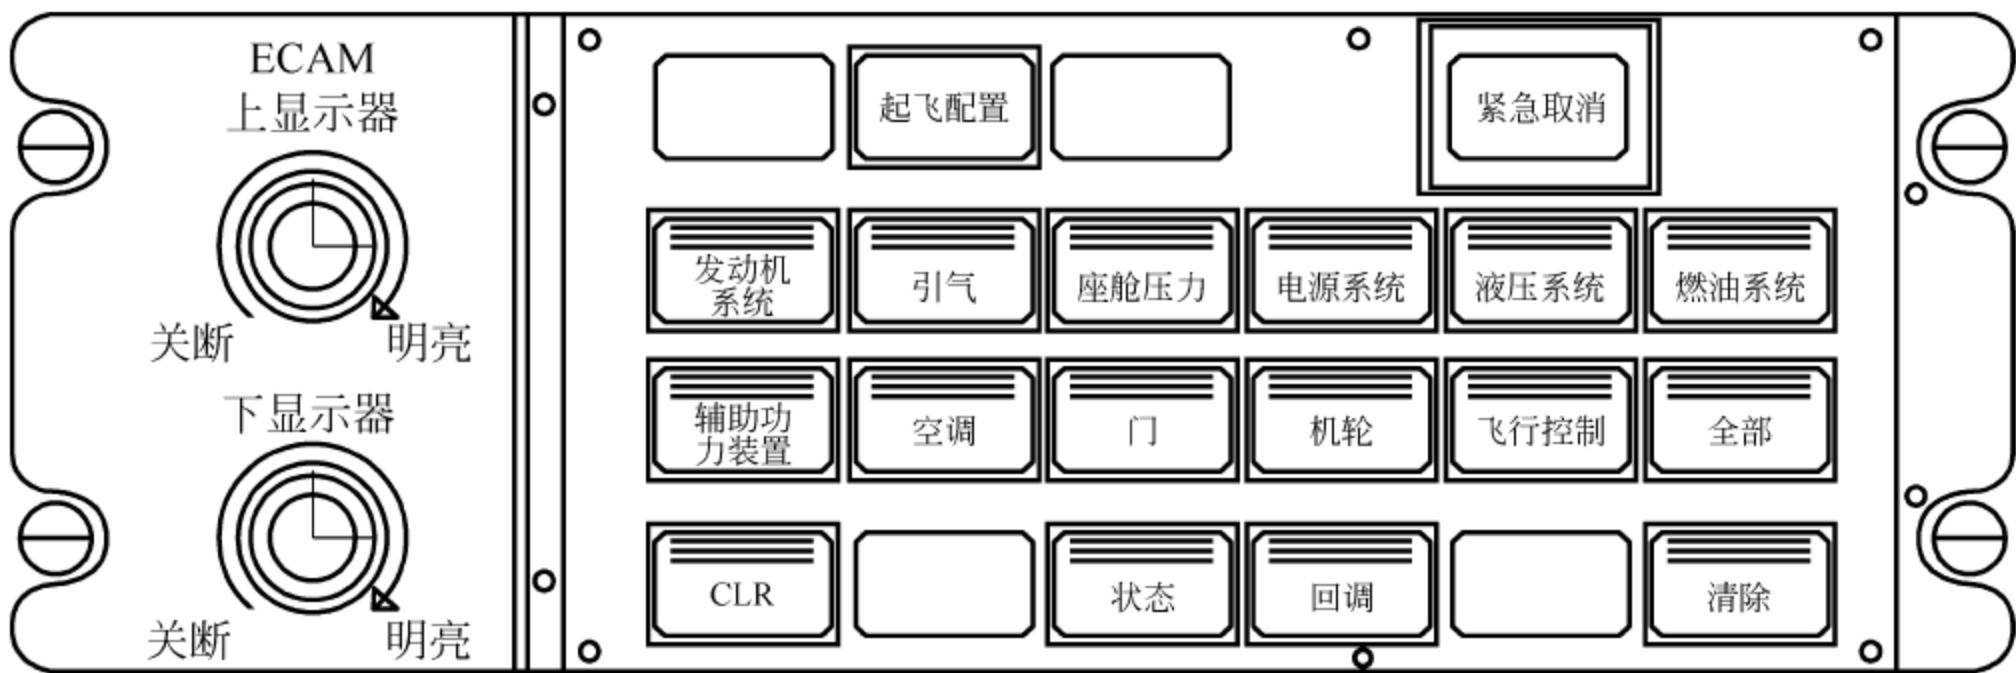 ECAM
上显示器
关断
明亮
下显示器
关断
明亮
起飞配置
紧急取消
发动机
系统
引气
座舱压力
电源系统
液压系统
燃油系统
辅助功
力装置
空调
门
机轮
飞行控制
全部
CLR
状态
回调
清除